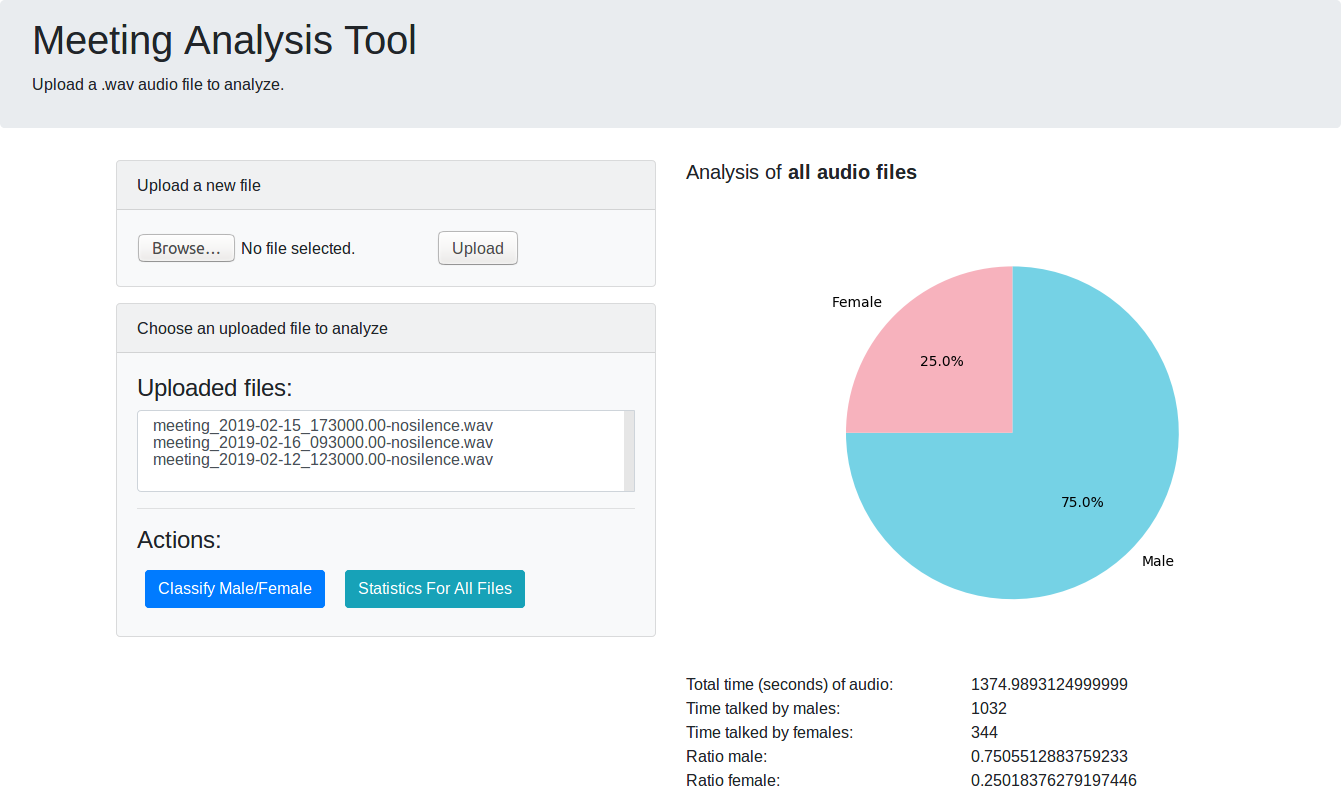 Meeting Analysis Tool
Upload a .wav audio file to analyze.
Upload a new file
Browse... No file selected. Upload
Choose an uploaded file to analyze
Uploaded files:
meeting_2019-02-15_173000.00-nosilence.wav
meeting_2019-02-16_093000.00-nosilence.wav
meeting_2019-02-12_123000.00-nosilence.wav
Actions:
Classify Male/Female Statistics For All Files
Analysis of all audio files
Female
25.0%
75.0%
Male
Total time (seconds) of audio: 1374.9893124999999
Time talked by males: 1032
Time talked by females: 344
Ratio male: 0.7505512883759233
Ratio female: 0.25018376279197446